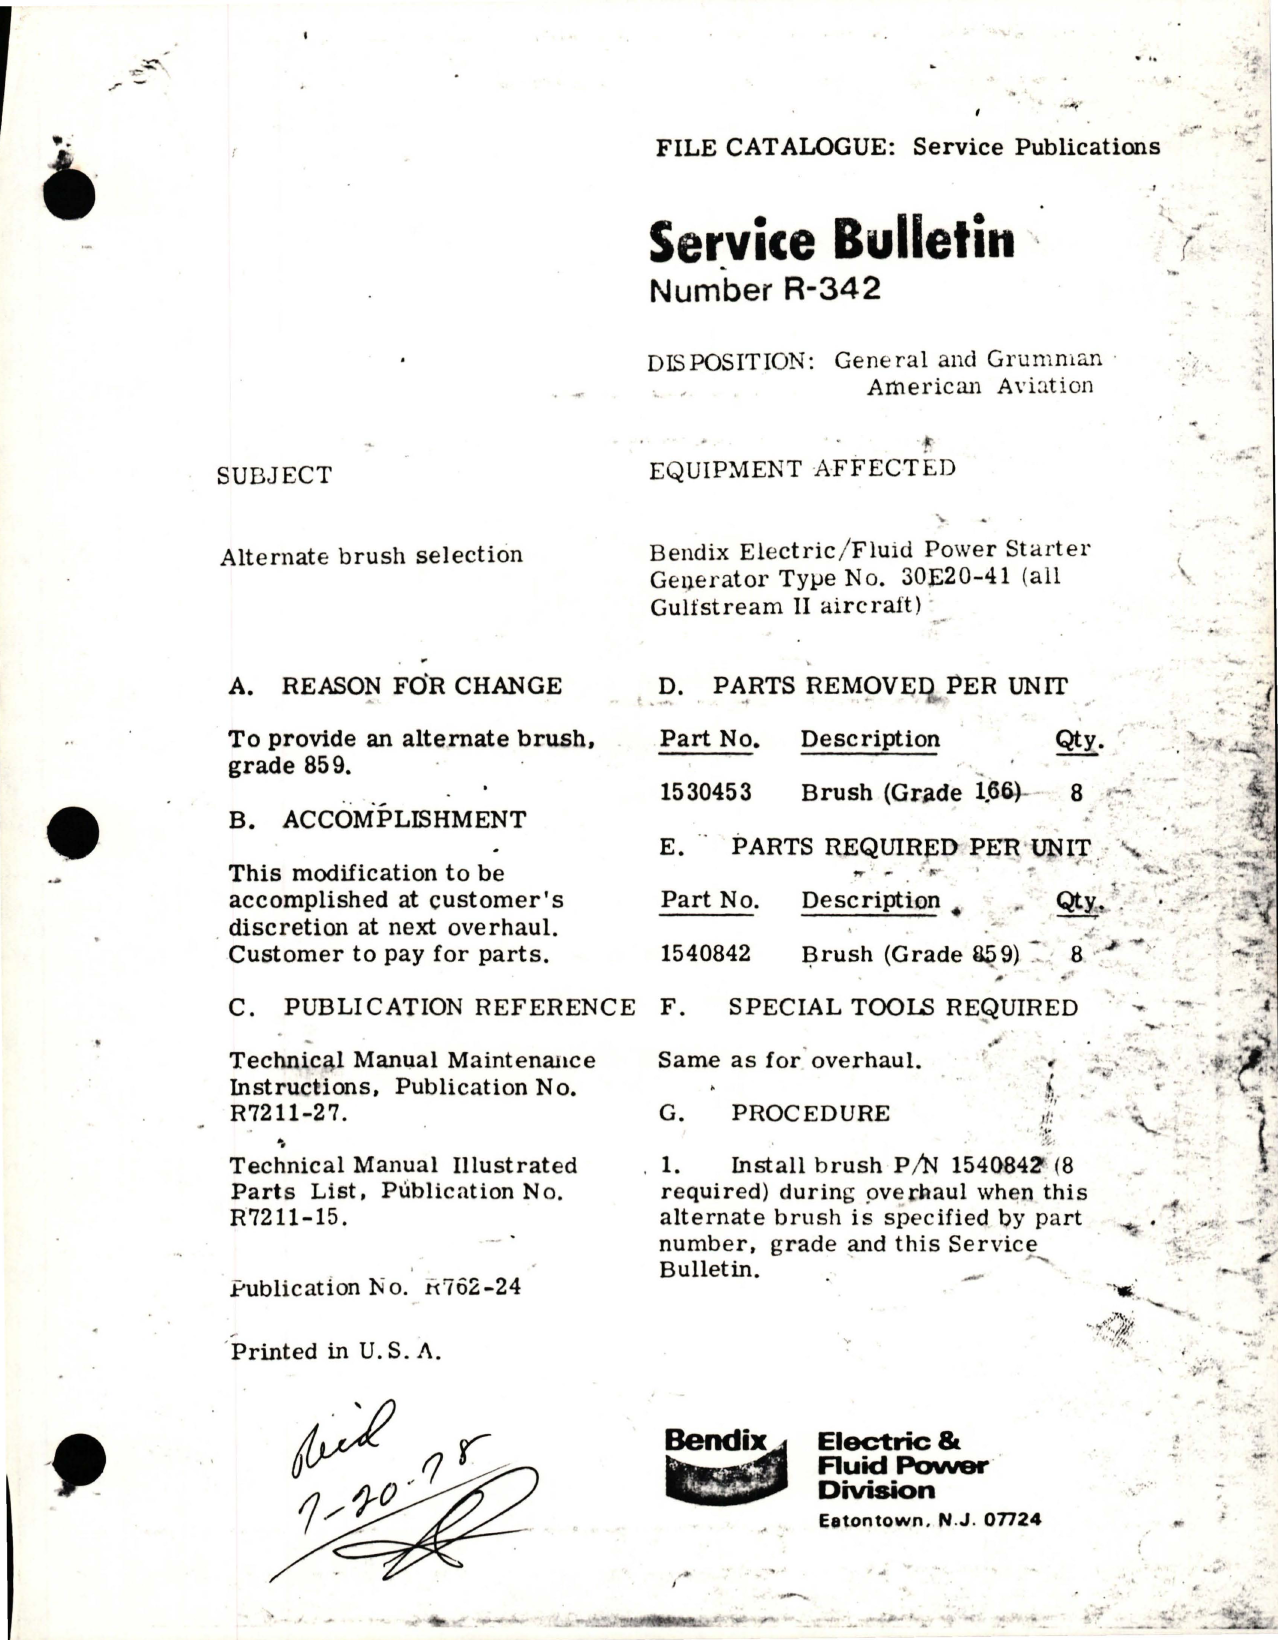 FILE CATALOGUE: Service Publications
Service Bulletin
Number R-342
DISPOSITION: General and Grumman
American Aviation
SUBJECT
Alternate brush selection
EQUIPMENT AFFECTED
Bendix Electric/Fluid Power Starter
Generator Type No. 30E20-41 (all
Gulfstream II aircraft)
A. REASON FOR CHANGE
To provide an alternate brush,
grade 859.
B. ACCOMPLISHMENT
This modification to be
accomplished at customer's
discretion at next overhaul.
Customer to pay for parts.
C. PUBLICATION REFERENCE
Technical Manual Maintenance
Instructions, Publication No.
R7211-27.
Technical Manual Illustrated
Parts List, Publication No.
R7211-15.
Publication No. R762-24
Printed in U.S.A.
D. PARTS REMOVED PER UNIT
Part No. Description Qty.
1530453 Brush (Grade 166) 8
E. PARTS REQUIRED PER UNIT
Part No. Description Qty.
1540842 Brush (Grade 859) 8
F. SPECIAL TOOLS REQUIRED
Same as for overhaul.
G. PROCEDURE
1. Install brush P/N 1540842 (8
required) during overhaul when this
alternate brush is specified by part
number, grade and this Service
Bulletin.
7-20-78
Bendix
Electric &
Fluid Power
Division
Eatontown, N.J. 07724